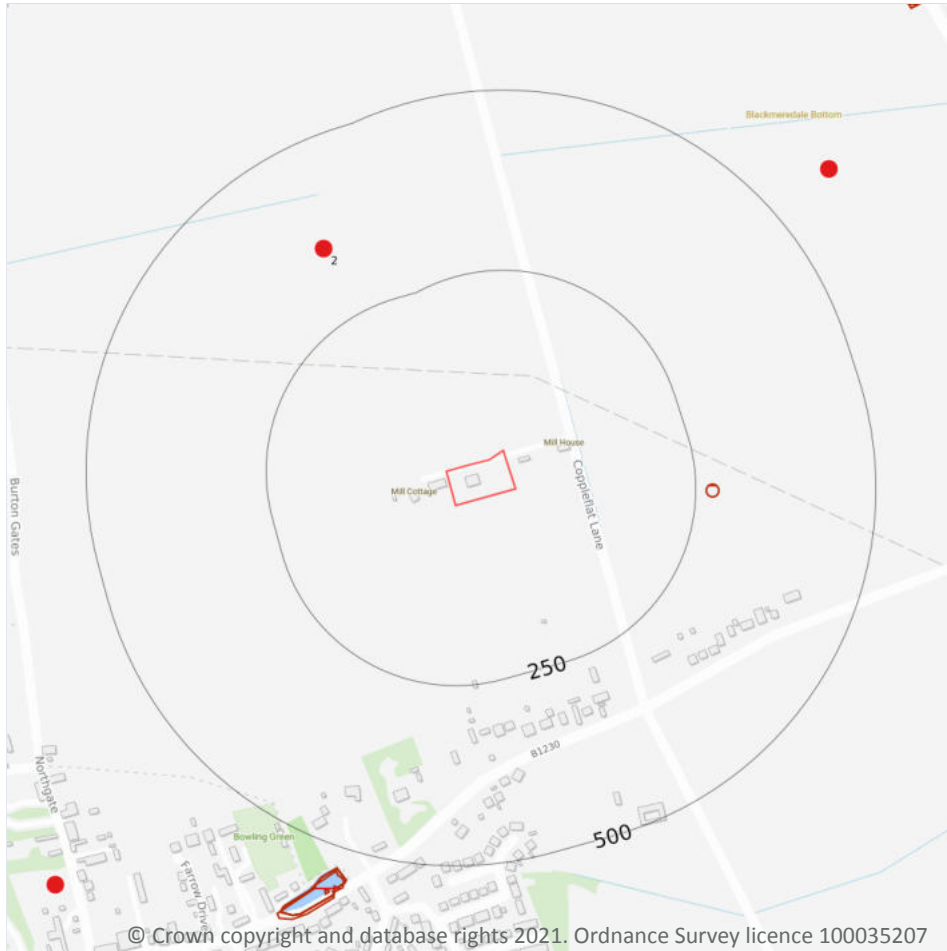 Blackmeredale Bottom
2
Mill House
Mill Cottage
Coppleflat Lane
Burton Gates
250
B1230
Northgate
500
Bowling Green
Farrow Drive
© Crown copyright and database rights 2021. Ordnance Survey licence 100035207